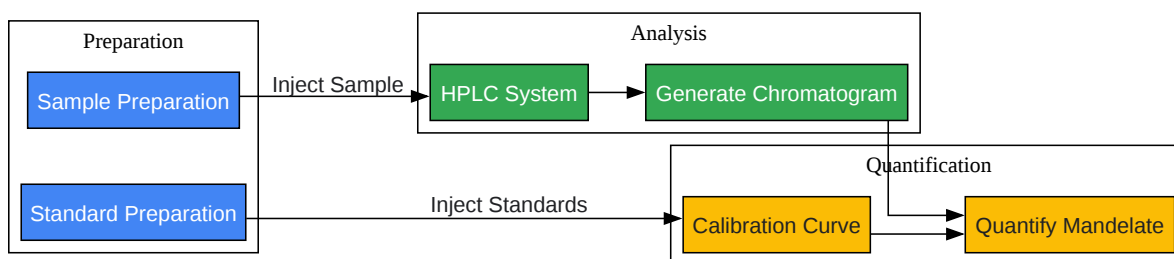 Preparation
Sample Preparation
Standard Preparation
Inject Sample
Inject Standards
Analysis
HPLC System
Generate Chromatogram
Quantification
Calibration Curve
Quantify Mandelate